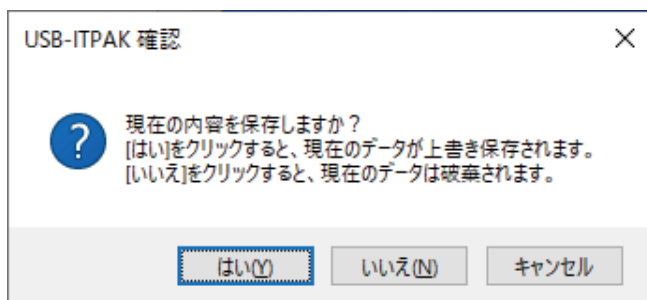 USB-ITPAK 確認
現在の内容を保存しますか？
[はい]をクリックすると、現在のデータが上書き保存されます。
[いいえ]をクリックすると、現在のデータは破棄されます。
はい(Y)
いいえ(N)
キャンセル